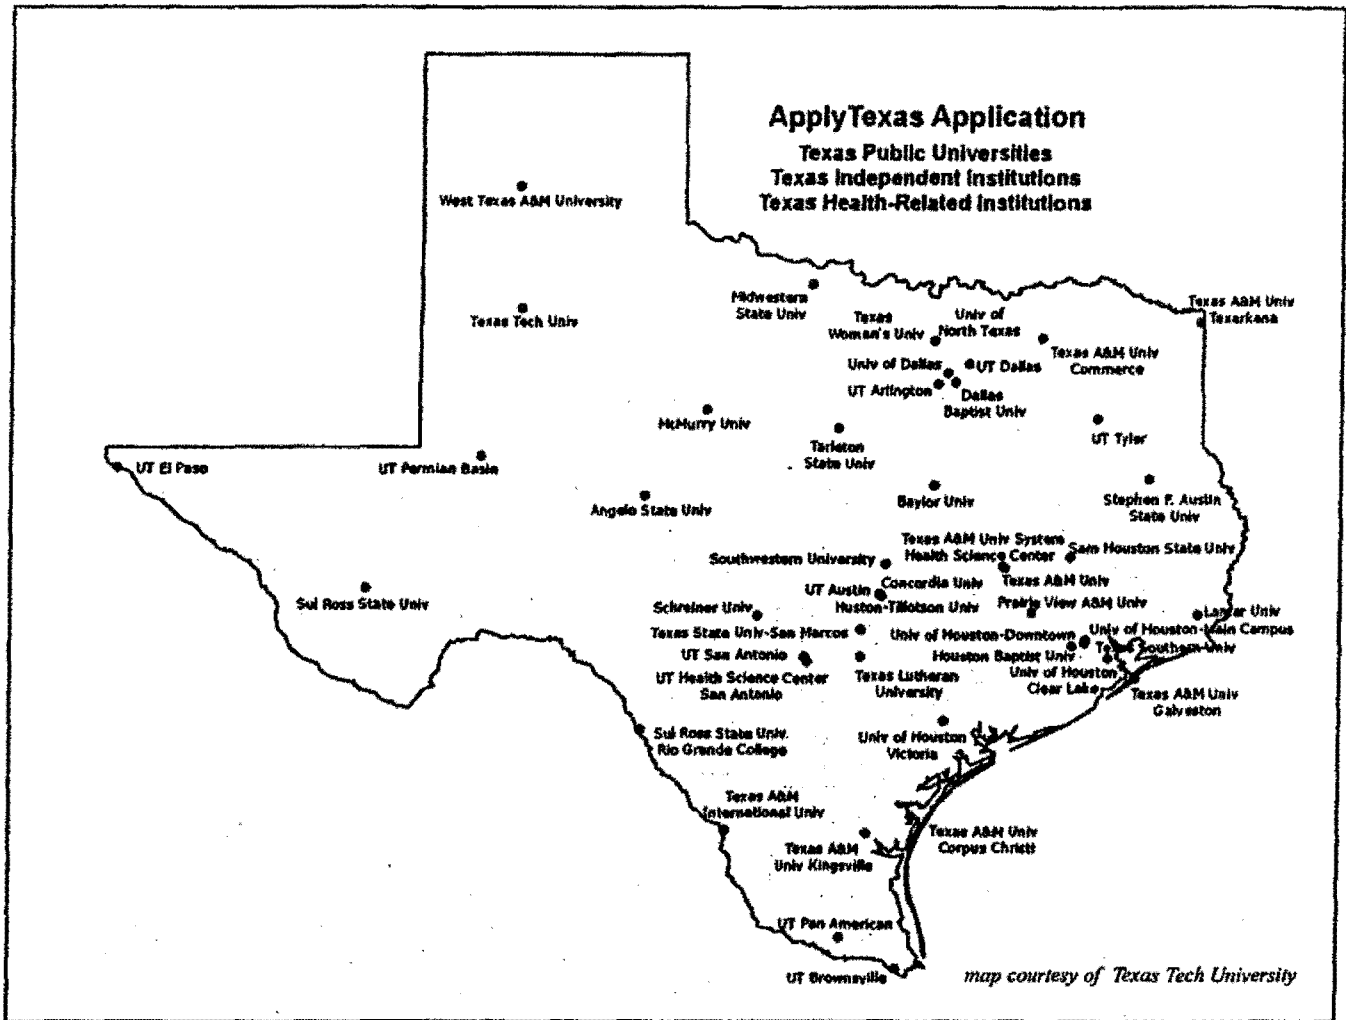 ApplyTexas Application
Texas Public Universities
Texas Independent Institutions
Texas Health-Related Institutions
West Texas A&M University
Texas Tech Univ
Midwestern
State Univ
Texas
Woman's Univ
Univ of
North Texas
Texas A&M Univ
Texarkana
Texas A&M Univ
Commerce
Univ of Dallas
UT Dallas
UT Arlington
Dallas
Baptist Univ
McMurry Univ
Tarleton
State Univ
UT Tyler
UT El Paso
UT Permian Basin
Angelo State Univ
Baylor Univ
Stephen F. Austin
State Univ
Texas A&M Univ System
Health Science Center
Sam Houston State Univ
Southwestern University
Concordia Univ
Texas A&M Univ
UT Austin
Huston-Tillotson Univ
Prairie View A&M Univ
Sul Ross State Univ
Schreiner Univ
Lamar Univ
Texas State Univ-San Marcos
Univ of Houston-Downtown
Univ of Houston-Main Campus
Texas Southern Univ
UT San Antonio
Houston Baptist Univ
UT Health Science Center
San Antonio
Texas Lutheran
University
Univ of Houston
Clear Lake
Texas A&M Univ
Galveston
Sul Ross State Univ.
Rio Grande College
Univ of Houston
Victoria
Texas A&M
International Univ
Texas A&M
Univ Kingsville
Texas A&M Univ
Corpus Christi
UT Pan American
UT Brownsville
map courtesy of Texas Tech University